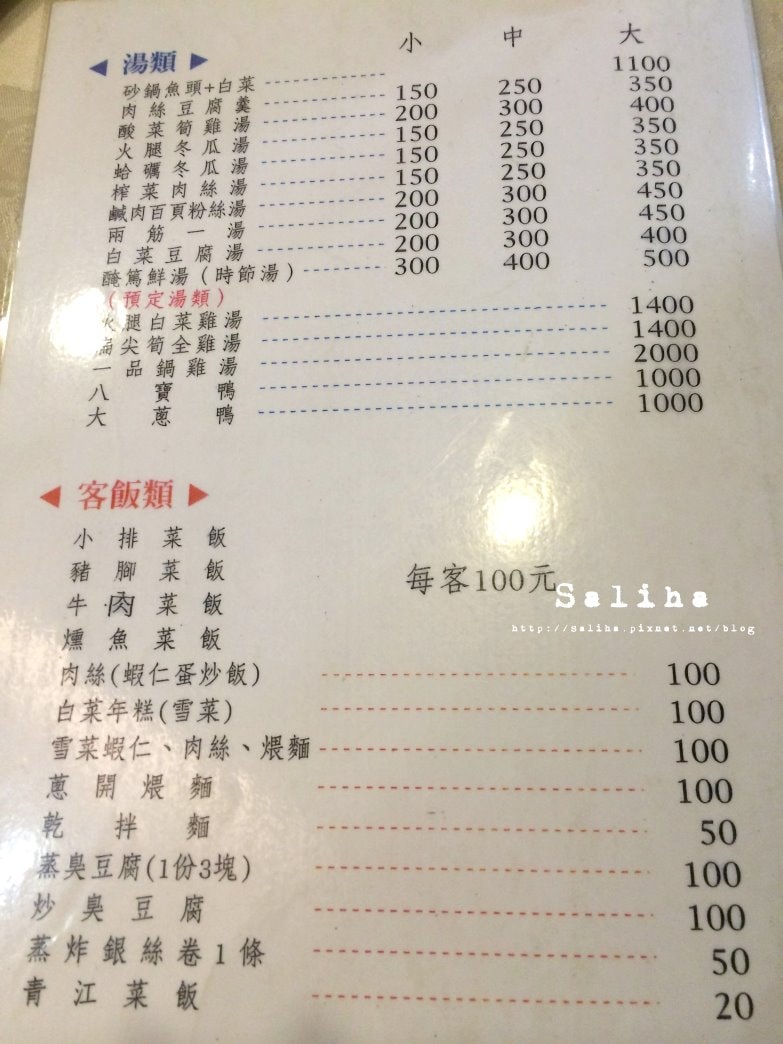 ◀ 湯類 ▶ 小 中 大
砂鍋魚頭+白菜 1100
肉絲豆腐羹 150 250 350
酸菜筍雞湯 200 300 400
火腿冬瓜湯 150 250 350
蛤礪冬瓜湯 150 250 350
榨菜肉絲湯 150 250 350
鹹肉百頁粉絲湯 200 300 450
兩筋一湯 200 300 450
白菜豆腐湯 200 300 400
醃篤鮮湯(時節湯) 300 400 500
(預定湯類)
火腿白菜雞湯 1400
尖筍全雞湯 1400
一品鍋雞湯 2000
八寶鴨 1000
大蔥鴨 1000
◀ 客飯類 ▶
小排菜飯
豬腳菜飯
每客100元
牛肉菜飯
燻魚菜飯
Saliha
http://saliha.pixnet.net/blog
肉絲(蝦仁蛋炒飯) 100
白菜年糕(雪菜) 100
雪菜蝦仁、肉絲、煨麵 100
蔥開煨麵 100
乾拌麵 50
蒸臭豆腐(1份3塊) 100
炒臭豆腐 100
蒸炸銀絲卷1條 50
青江菜飯 20